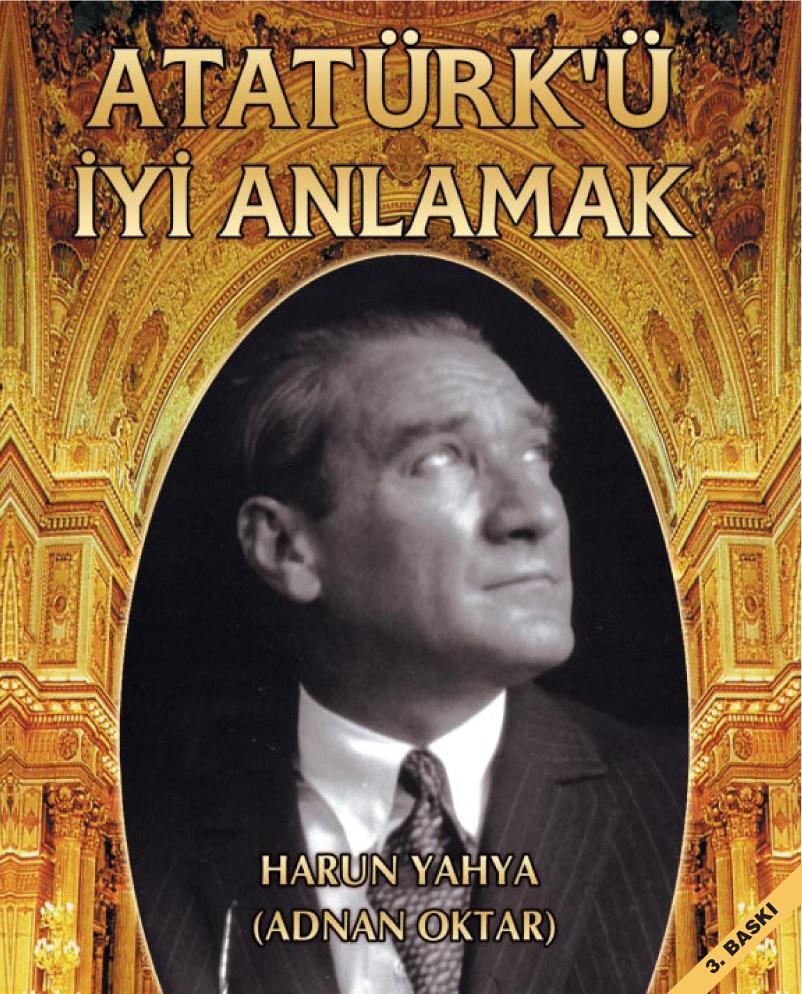 ATATÜRK'Ü
İYİ ANLAMAK
HARUN YAHYA
(ADNAN OKTAR)
3. BASKI